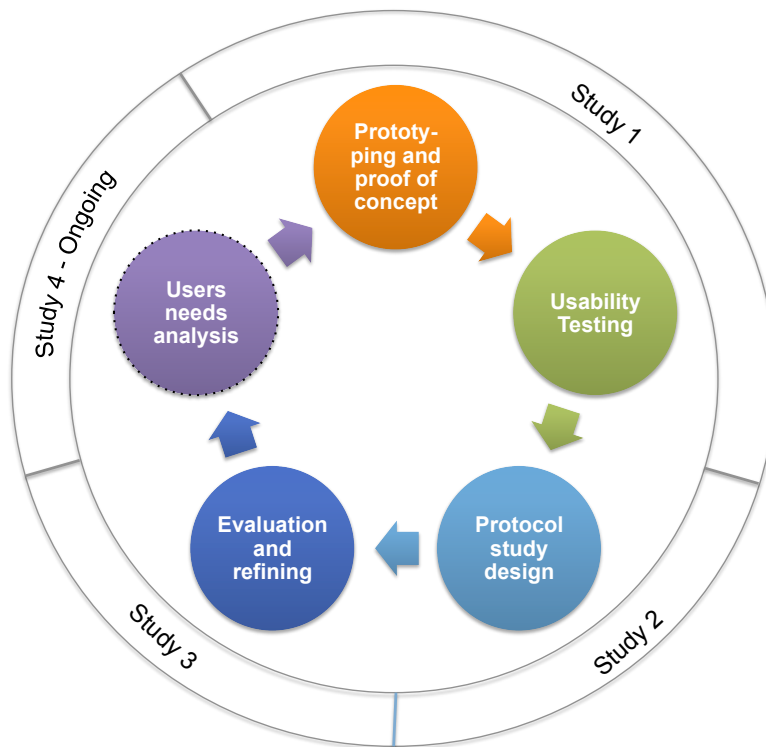 Study 1
Prototy-
ping and
proof of
concept
Study 4 - Ongoing
Users
needs
analysis
Usability
Testing
Evaluation
and
refining
Protocol
study
design
Study 3
Study 2